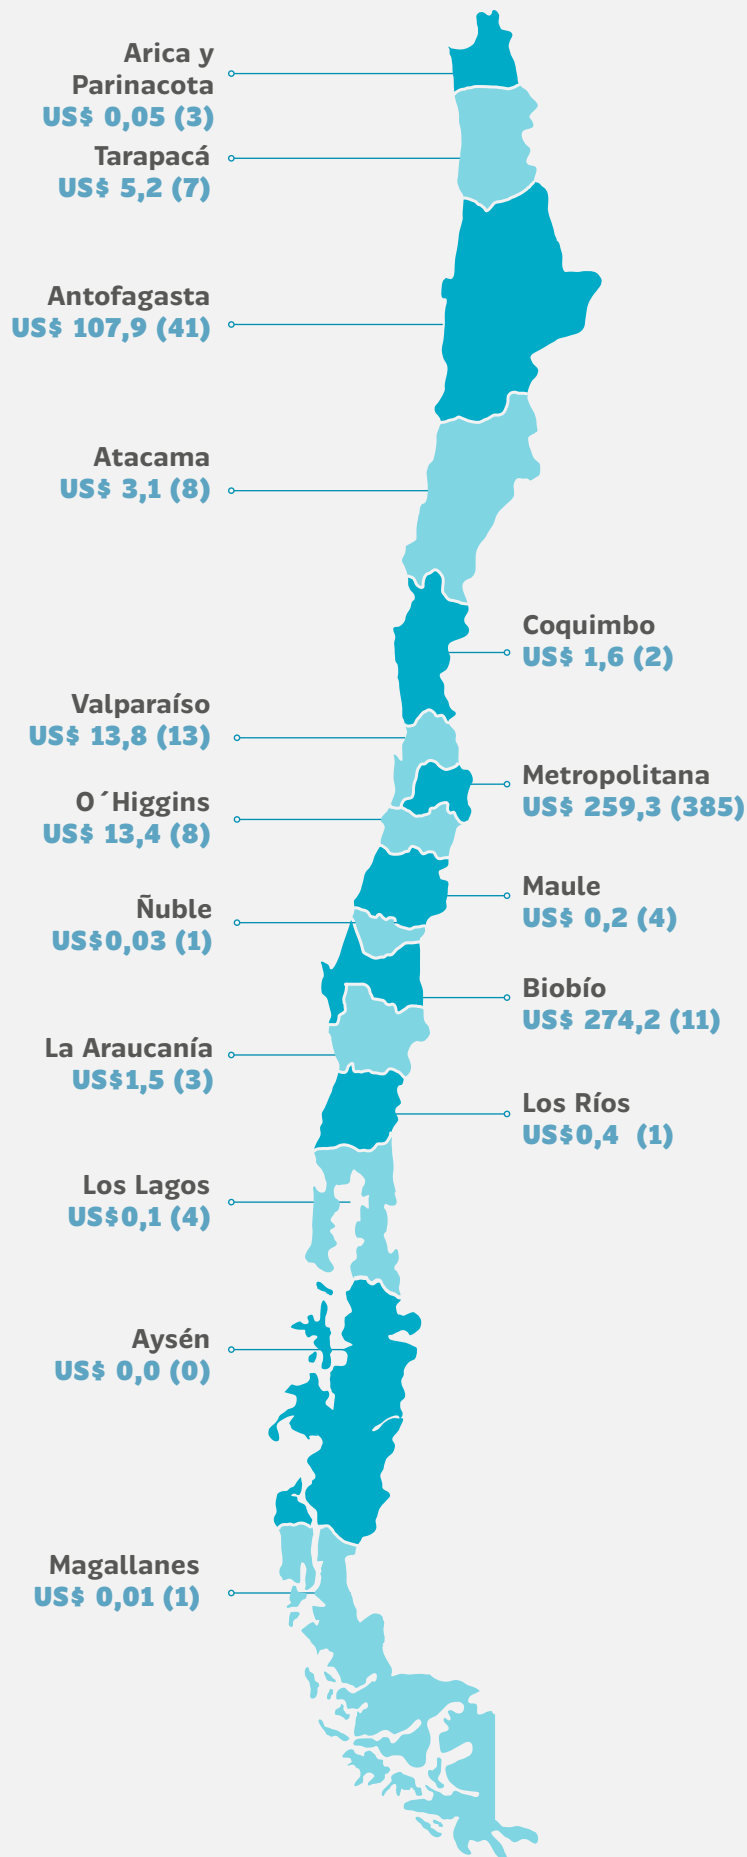 Arica y
Parinacota
US$ 0,05 (3)
Tarapacá
US$ 5,2 (7)
Antofagasta
US$ 107,9 (41)
Atacama
US$ 3,1 (8)
Coquimbo
US$ 1,6 (2)
Valparaíso
US$ 13,8 (13)
Metropolitana
US$ 259,3 (385)
O´Higgins
US$ 13,4 (8)
Maule
US$ 0,2 (4)
Ñuble
US$0,03 (1)
Biobío
US$ 274,2 (11)
La Araucanía
US$1,5 (3)
Los Ríos
US$0,4 (1)
Los Lagos
US$0,1 (4)
Aysén
US$ 0,0 (0)
Magallanes
US$ 0,01 (1)